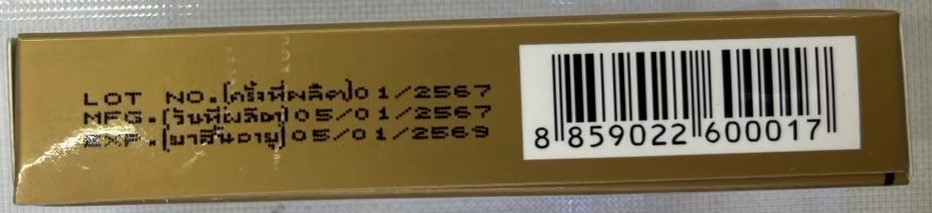 LOT NO.(ครั้งที่ผลิต)01/2567
MFG.(วันที่ผลิต)05/01/2567
EXP.(ยาสิ้นอายุ)05/01/2569
8 859022 600017